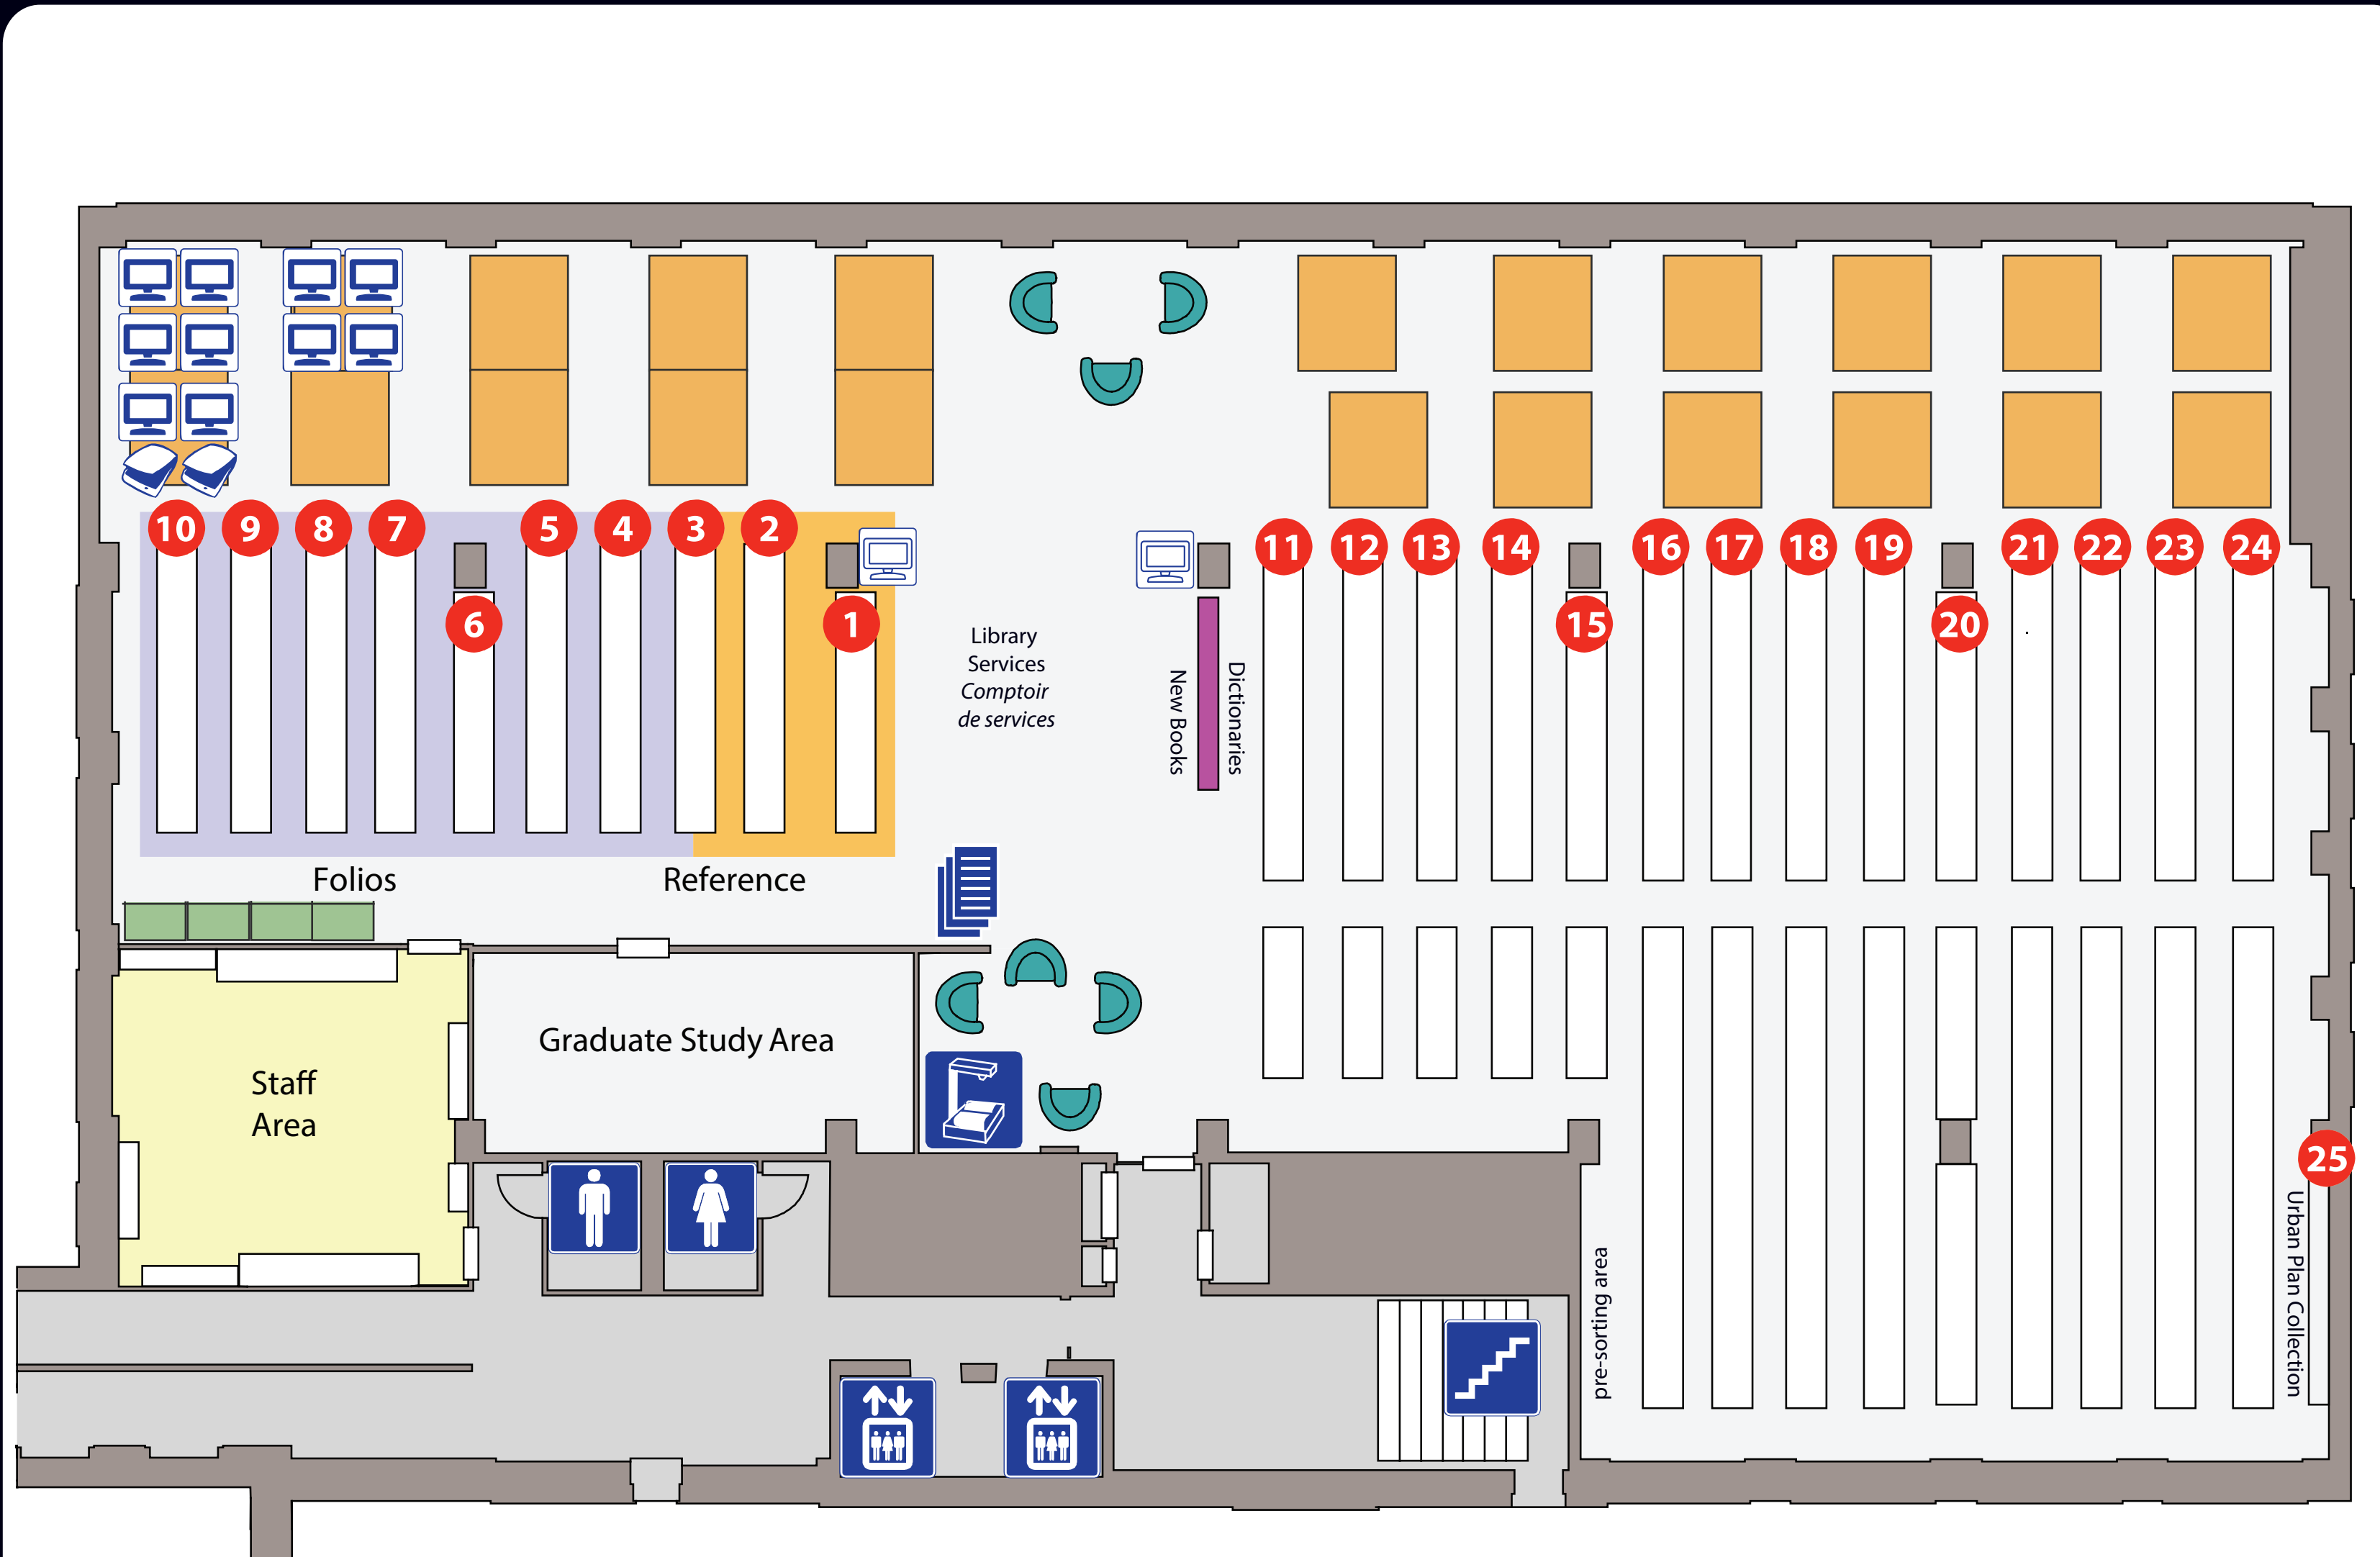 10
9
8
7
5
4
3
2
6
1
11
12
13
14
16
17
18
19
21
22
23
24
15
20
Library
Services
Comptoir
de services
New Books
Dictionaries
Folios
Reference
Graduate Study Area
Staff
Area
25
pre-sorting area
Urban Plan Collection